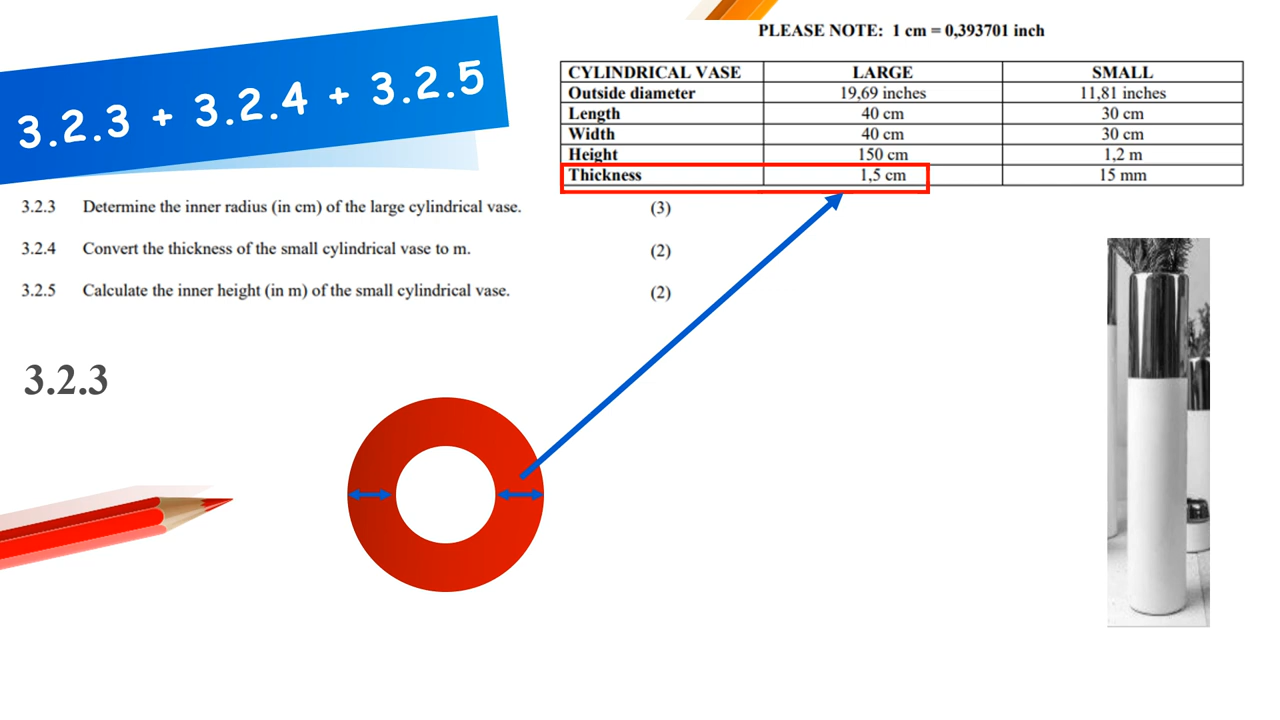 3.2.3 + 3.2.4 + 3.2.5
PLEASE NOTE: 1 cm = 0,393701 inch
CYLINDRICAL VASE LARGE SMALL
Outside diameter 19,69 inches 11,81 inches
Length 40 cm 30 cm
Width 40 cm 30 cm
Height 150 cm 1,2 m
Thickness 1,5 cm 15 mm
3.2.3 Determine the inner radius (in cm) of the large cylindrical vase. (3)
3.2.4 Convert the thickness of the small cylindrical vase to m. (2)
3.2.5 Calculate the inner height (in m) of the small cylindrical vase. (2)
3.2.3